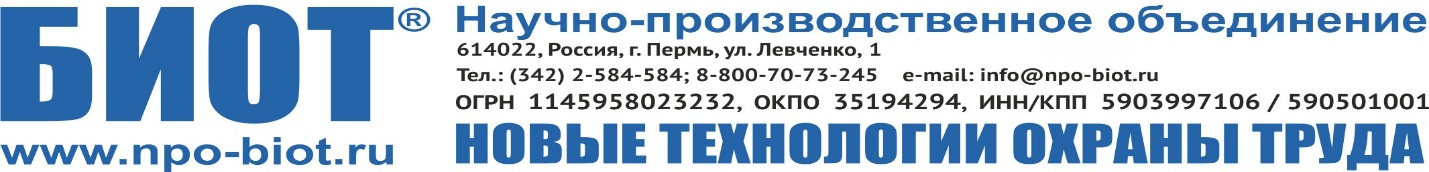 БИОТ®
www.npo-biot.ru
Научно-производственное объединение
614022, Россия, г. Пермь, ул. Левченко, 1
Тел.: (342) 2-584-584; 8-800-70-73-245 e-mail: info@npo-biot.ru
ОГРН 1145958023232, ОКПО 35194294, ИНН/КПП 5903997106 / 590501001
НОВЫЕ ТЕХНОЛОГИИ ОХРАНЫ ТРУДА